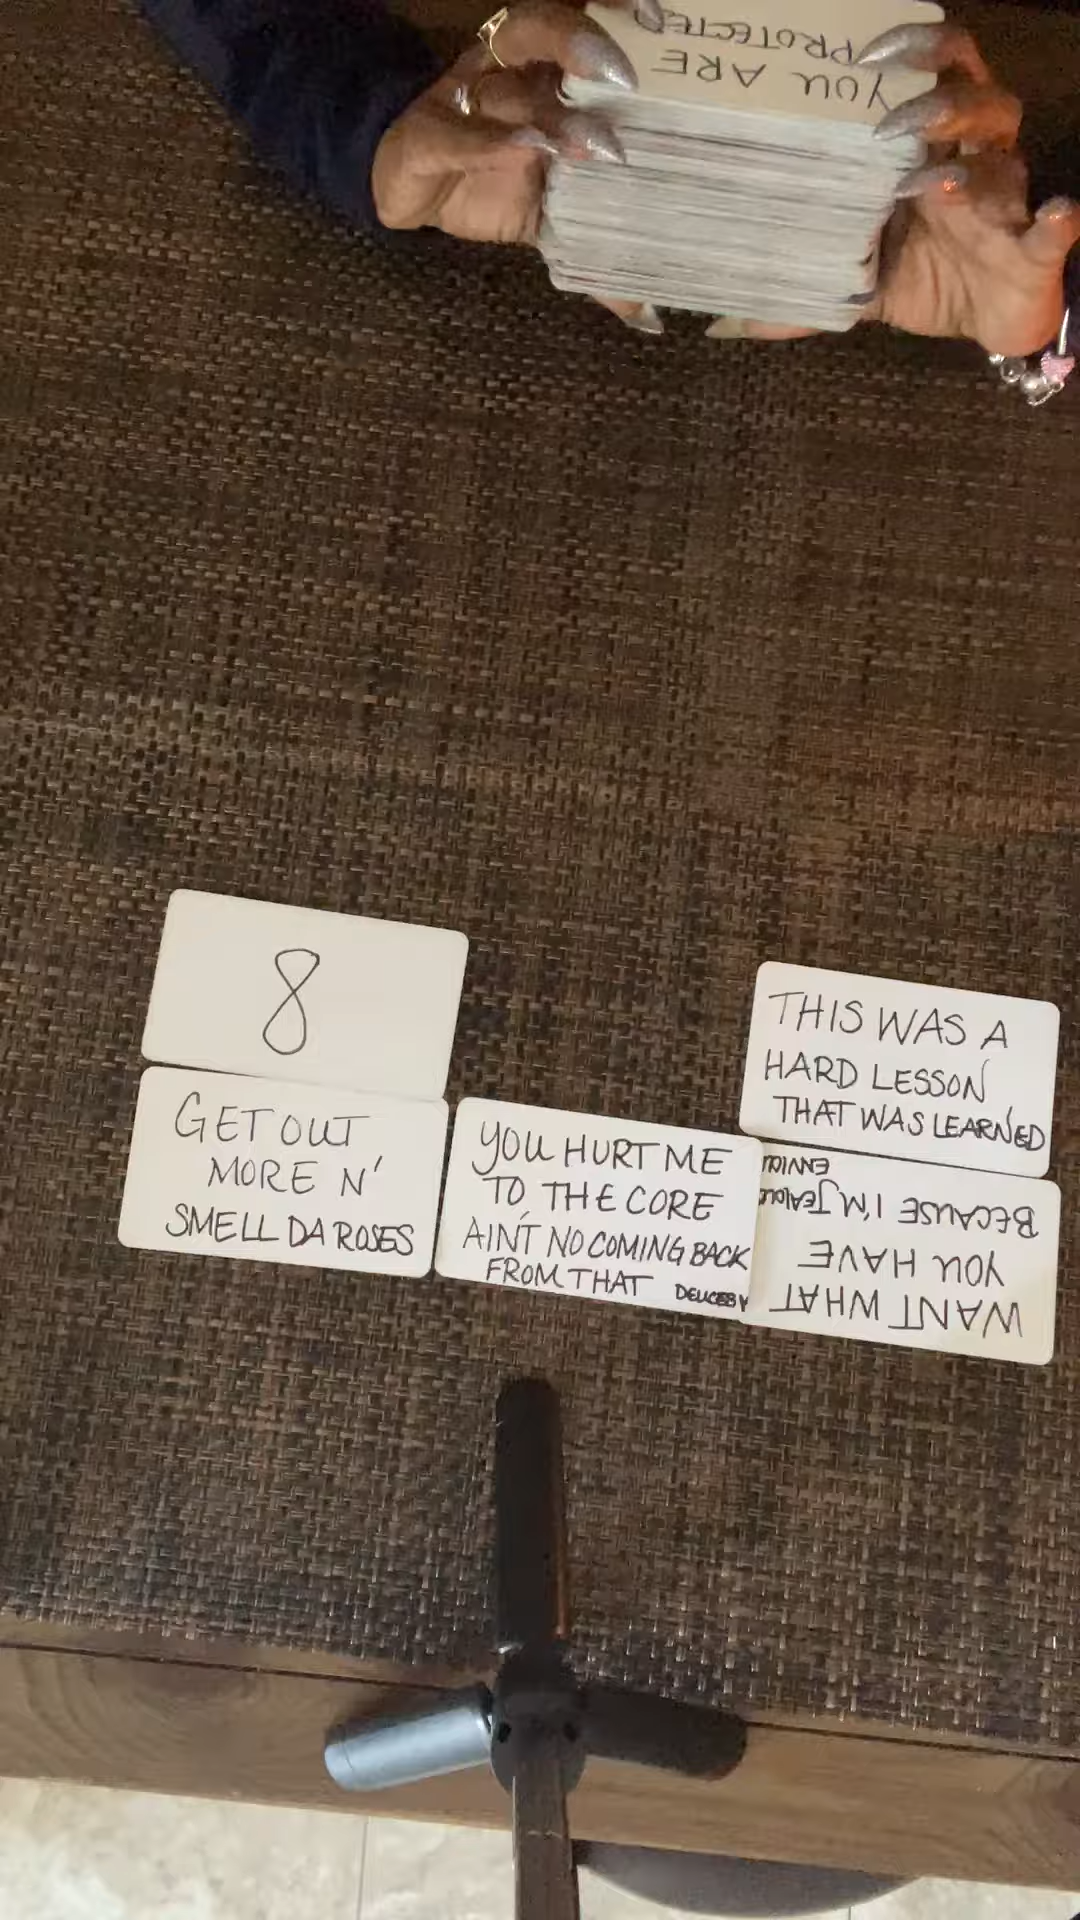 YOU ARE
PROTECTED
8
GET OUT
MORE N'
SMELL DA ROSES
YOU HURT ME
TO THE CORE
AIN'T NO COMING BACK
FROM THAT
THIS WAS A
HARD LESSON
THAT WAS LEARNED
WANT WHAT
YOU HAVE
BECAUSE I'M